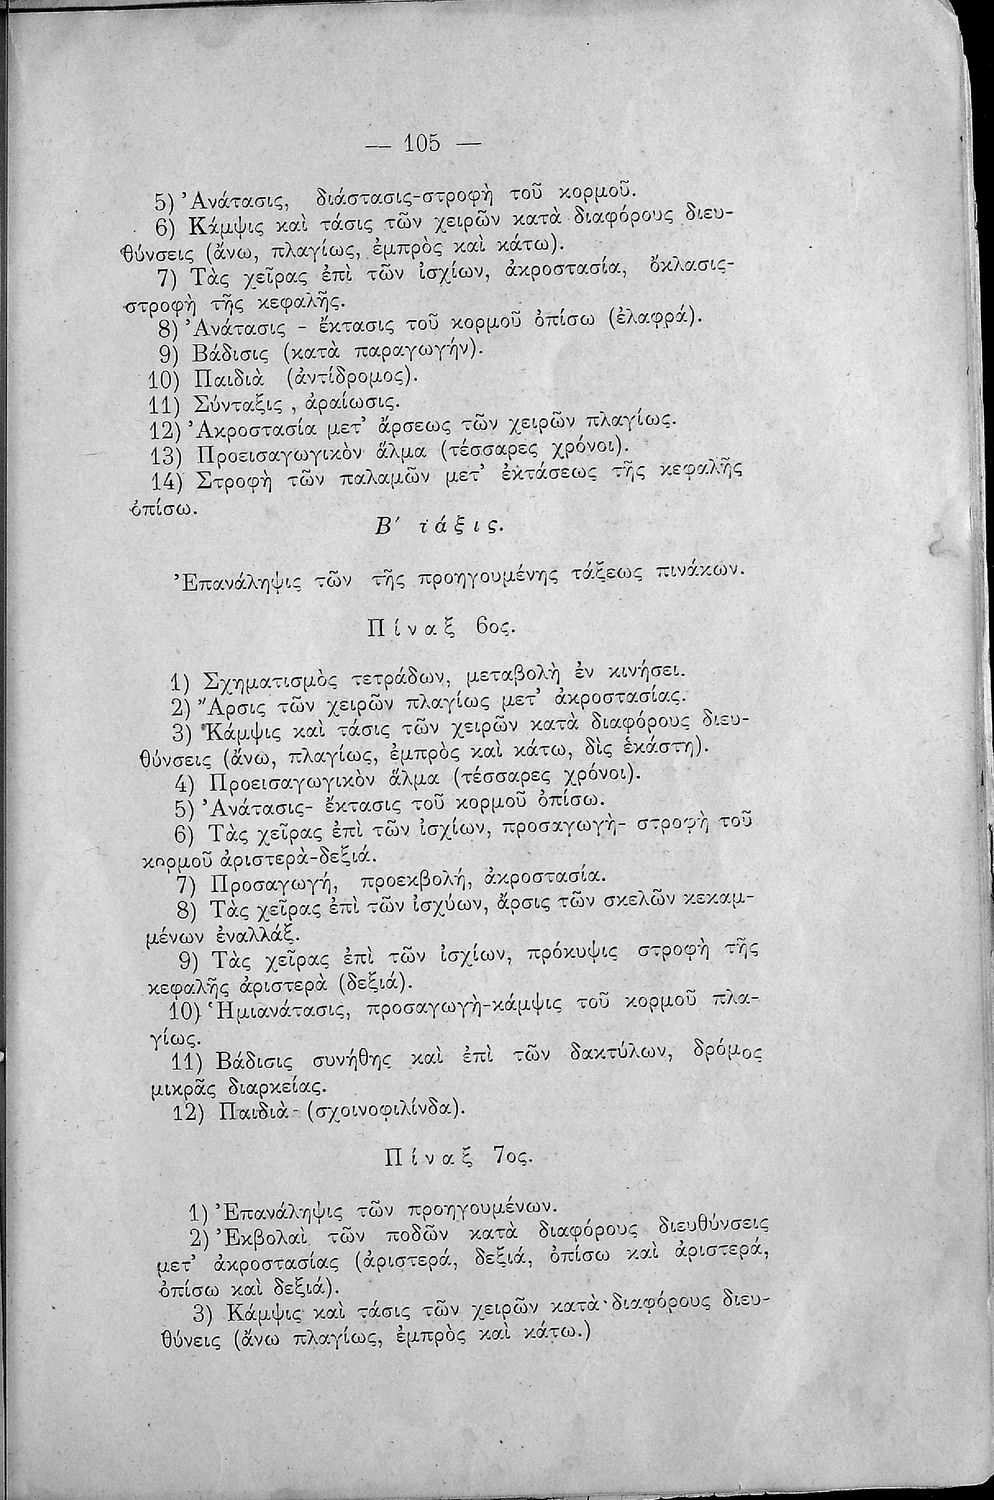 — 105 —
5) Ἀνάτασις, διάστασις-στροφὴ τοῦ κορμοῦ.
6) Κάμψις καὶ τάσις τῶν χειρῶν κατὰ διαφόρους διευ-
θύνσεις (ἄνω, πλαγίως, ἐμπρὸς καὶ κάτω).
7) Τὰς χεῖρας ἐπὶ τῶν ἰσχίων, ἀκροστασία, ὄκλασις-
στροφὴ τῆς κεφαλῆς.
8) Ἀνάτασις - ἔκτασις τοῦ κορμοῦ ὀπίσω (ἐλαφρά).
9) Βάδισις (κατὰ παραγωγήν).
10) Παιδιὰ (ἀντίδρομος).
11) Σύνταξις , ἀραίωσις.
12) Ἀκροστασία μετ’ ἄρσεως τῶν χειρῶν πλαγίως.
13) Προεισαγωγικὸν ἅλμα (τέσσαρες χρόνοι).
14) Στροφὴ τῶν παλαμῶν μετ’ ἐκτάσεως τῆς κεφαλῆς
ὀπίσω.
Β′ τάξις.
Ἐπανάληψις τῶν τῆς προηγουμένης τάξεως πινάκων.
Πίναξ 6ος.
1) Σχηματισμὸς τετράδων, μεταβολὴ ἐν κινήσει.
2) Ἄρσις τῶν χειρῶν πλαγίως μετ’ ἀκροστασίας.
3) Κάμψις καὶ τάσις τῶν χειρῶν κατὰ διαφόρους διευ-
θύνσεις (ἄνω, πλαγίως, ἐμπρὸς καὶ κάτω, δὶς ἑκάστη).
4) Προεισαγωγικὸν ἅλμα (τέσσαρες χρόνοι).
5) Ἀνάτασις- ἔκτασις τοῦ κορμοῦ ὀπίσω.
6) Τὰς χεῖρας ἐπὶ τῶν ἰσχίων, προσαγωγὴ- στροφὴ τοῦ
κορμοῦ ἀριστερὰ-δεξιά.
7) Προσαγωγή, προεκβολή, ἀκροστασία.
8) Τὰς χεῖρας ἐπὶ τῶν ἰσχύων, ἄρσις τῶν σκελῶν κεκαμ-
μένων ἐναλλάξ.
9) Τὰς χεῖρας ἐπὶ τῶν ἰσχίων, πρόκυψις στροφὴ τῆς
κεφαλῆς ἀριστερὰ (δεξιά).
10) Ἡμιανάτασις, προσαγωγὴ-κάμψις τοῦ κορμοῦ πλα-
γίως.
11) Βάδισις συνήθης καὶ ἐπὶ τῶν δακτύλων, δρόμος
μικρᾶς διαρκείας.
12) Παιδιὰ - (σχοινοφιλίνδα).
Πίναξ 7ος.
1) Ἐπανάληψις τῶν προηγουμένων.
2) Ἐκβολαὶ τῶν ποδῶν κατὰ διαφόρους διευθύνσεις
μετ’ ἀκροστασίας (ἀριστερά, δεξιά, ὀπίσω καὶ ἀριστερά,
ὀπίσω καὶ δεξιά).
3) Κάμψις καὶ τάσις τῶν χειρῶν κατὰ διαφόρους διευ-
θύνεις (ἄνω πλαγίως, ἐμπρὸς καὶ κάτω.)